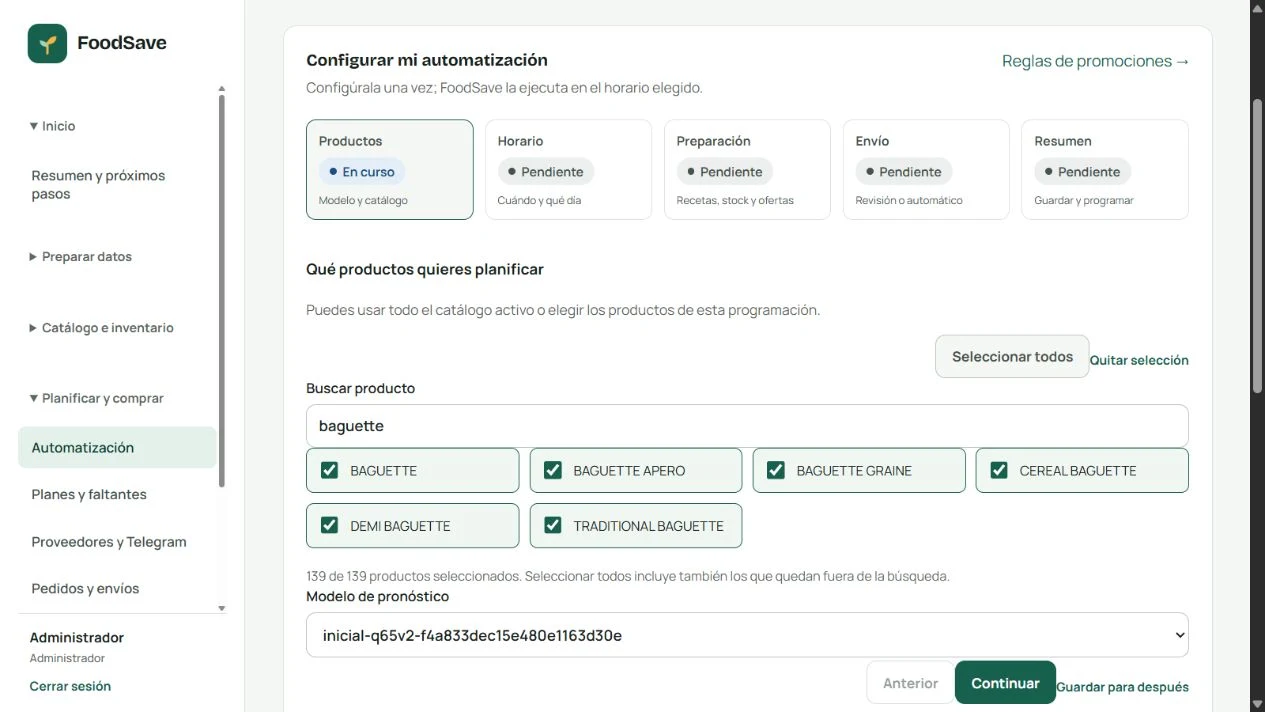 FoodSave
▼ Inicio
Resumen y próximos
pasos
▶ Preparar datos
▶ Catálogo e inventario
▼ Planificar y comprar
Automatización
Planes y faltantes
Proveedores y Telegram
Pedidos y envíos
Administrador
Administrador
Cerrar sesión
Configurar mi automatización
Reglas de promociones →
Configúrala una vez; FoodSave la ejecuta en el horario elegido.
Productos
En curso
Modelo y catálogo
Horario
Pendiente
Cuándo y qué día
Preparación
Pendiente
Recetas, stock y ofertas
Envío
Pendiente
Revisión o automático
Resumen
Pendiente
Guardar y programar
Qué productos quieres planificar
Puedes usar todo el catálogo activo o elegir los productos de esta programación.
Seleccionar todos
Quitar selección
Buscar producto
baguette
BAGUETTE
BAGUETTE APERO
BAGUETTE GRAINE
CEREAL BAGUETTE
DEMI BAGUETTE
TRADITIONAL BAGUETTE
139 de 139 productos seleccionados. Seleccionar todos incluye también los que quedan fuera de la búsqueda.
Modelo de pronóstico
inicial-q65v2-f4a833dec15e480e1163d30e
Anterior
Continuar
Guardar para después